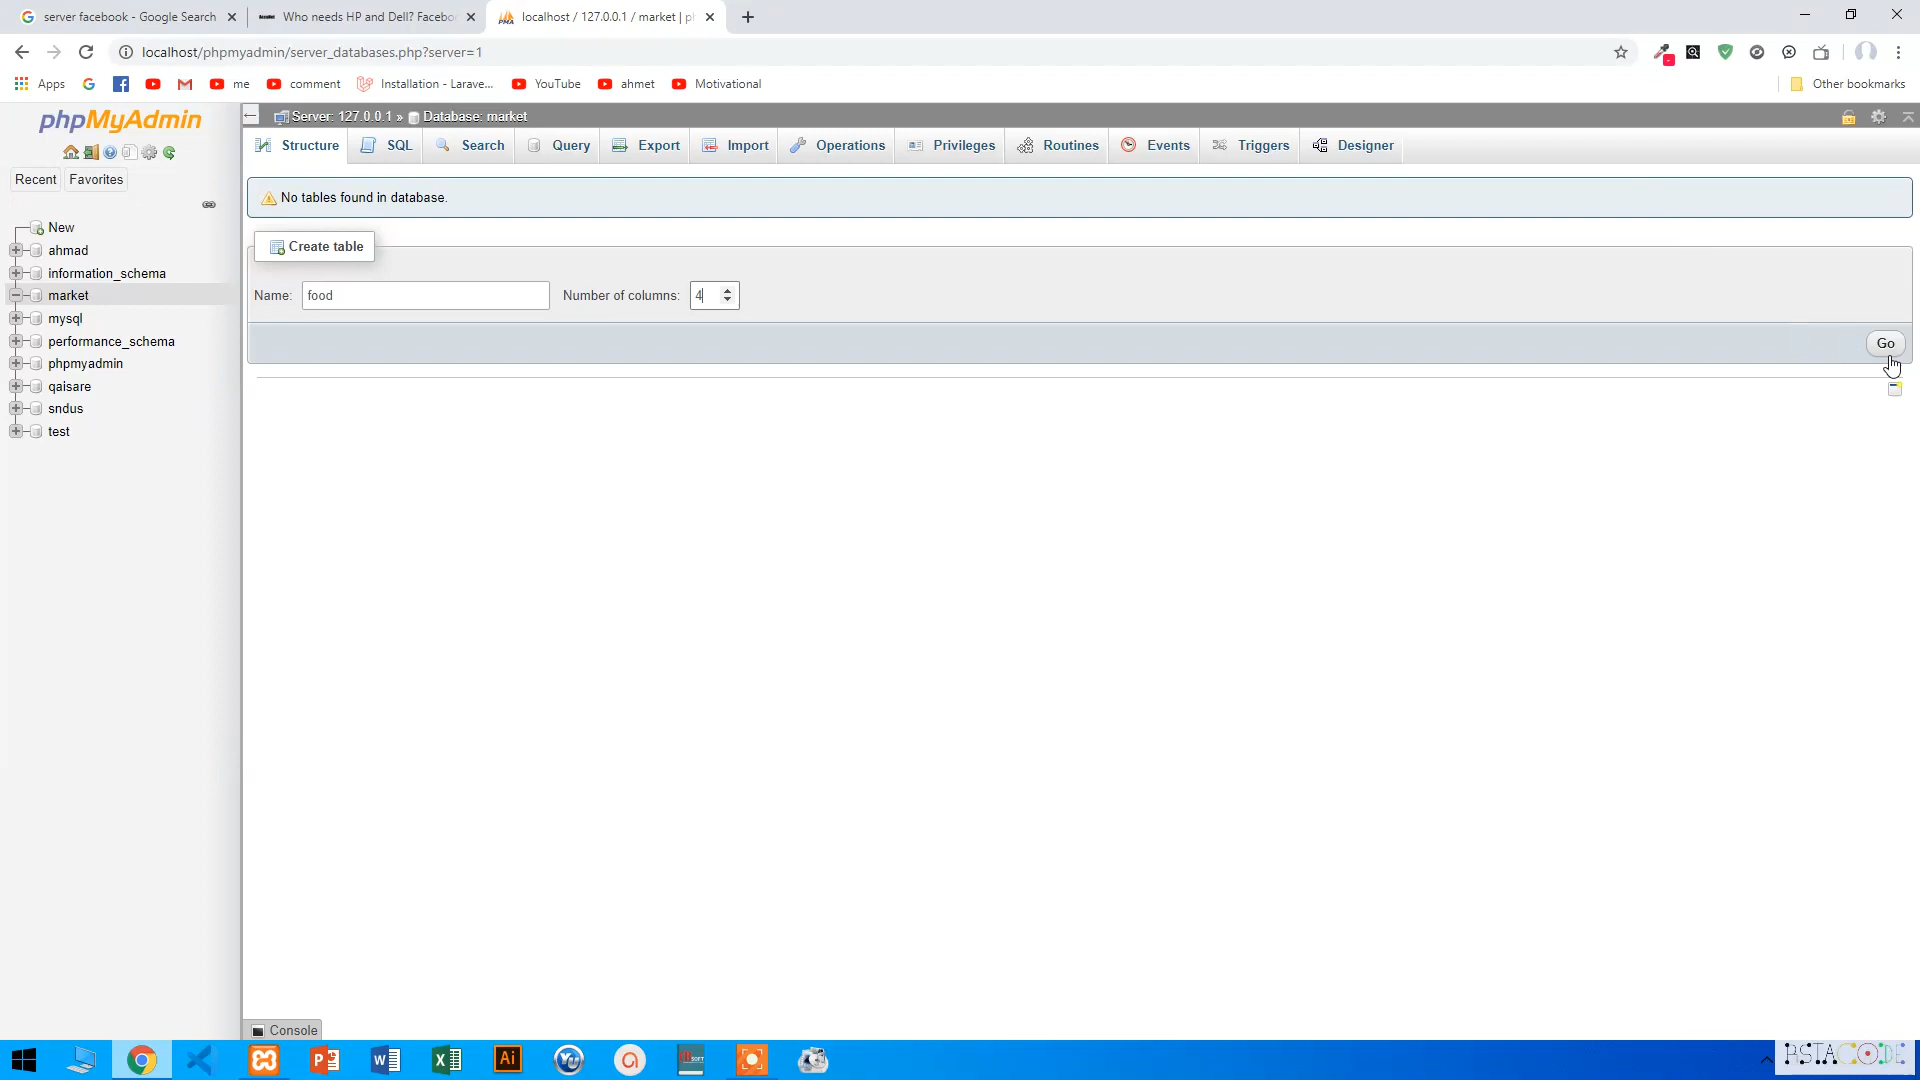 server facebook - Google Search
Who needs HP and Dell? Facebo
localhost / 127.0.0.1 / market | p
localhost/phpmyadmin/server_databases.php?server=1
Apps
me
comment
Installation - Larave...
YouTube
ahmet
Motivational
Other bookmarks
phpMyAdmin
Server: 127.0.0.1 » Database: market
Structure
SQL
Search
Query
Export
Import
Operations
Privileges
Routines
Events
Triggers
Designer
Recent
Favorites
No tables found in database.
New
ahmad
information_schema
market
mysql
performance_schema
phpmyadmin
qaisare
sndus
test
Create table
Name: food
Number of columns: 4
Go
Console
RSTACODE